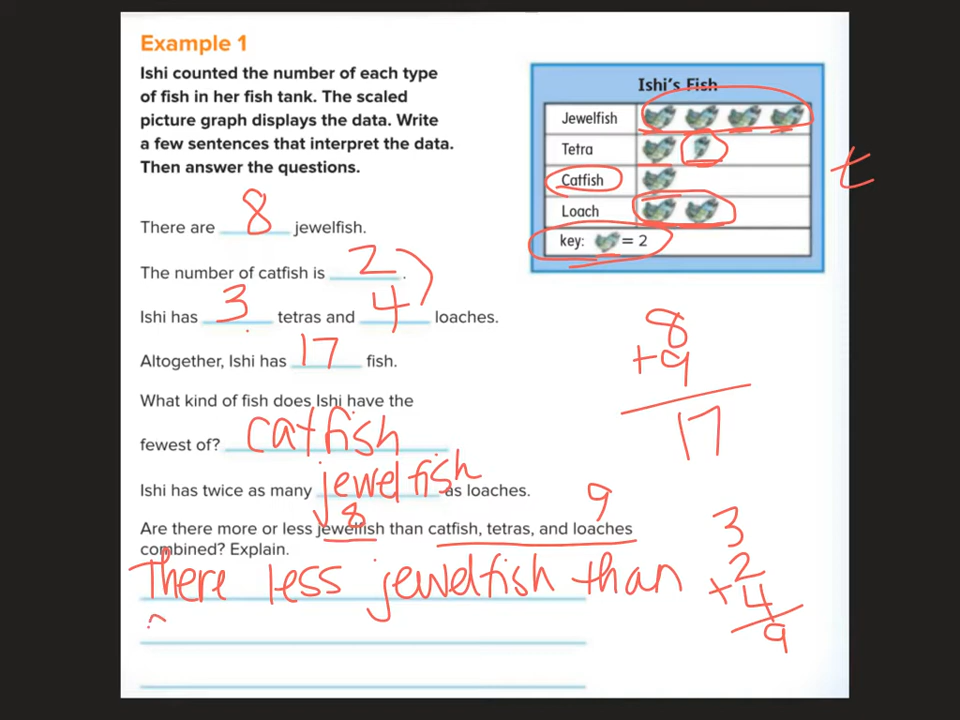 Example 1
Ishi counted the number of each type
of fish in her fish tank. The scaled
picture graph displays the data. Write
a few sentences that interpret the data.
Then answer the questions.
Ishi's Fish
Jewelfish
Tetra
Catfish
Loach
key: = 2
t
There are 8 jewelfish.
The number of catfish is 2.
Ishi has 3 tetras and 4 loaches.
Altogether, Ishi has 17 fish.
8
+9
17
What kind of fish does Ishi have the
fewest of? catfish
Ishi has twice as many jewelfish as loaches.
8 9
Are there more or less jewelfish than catfish, tetras, and loaches
combined? Explain.
There less jewelfish than
3
2
+4
9